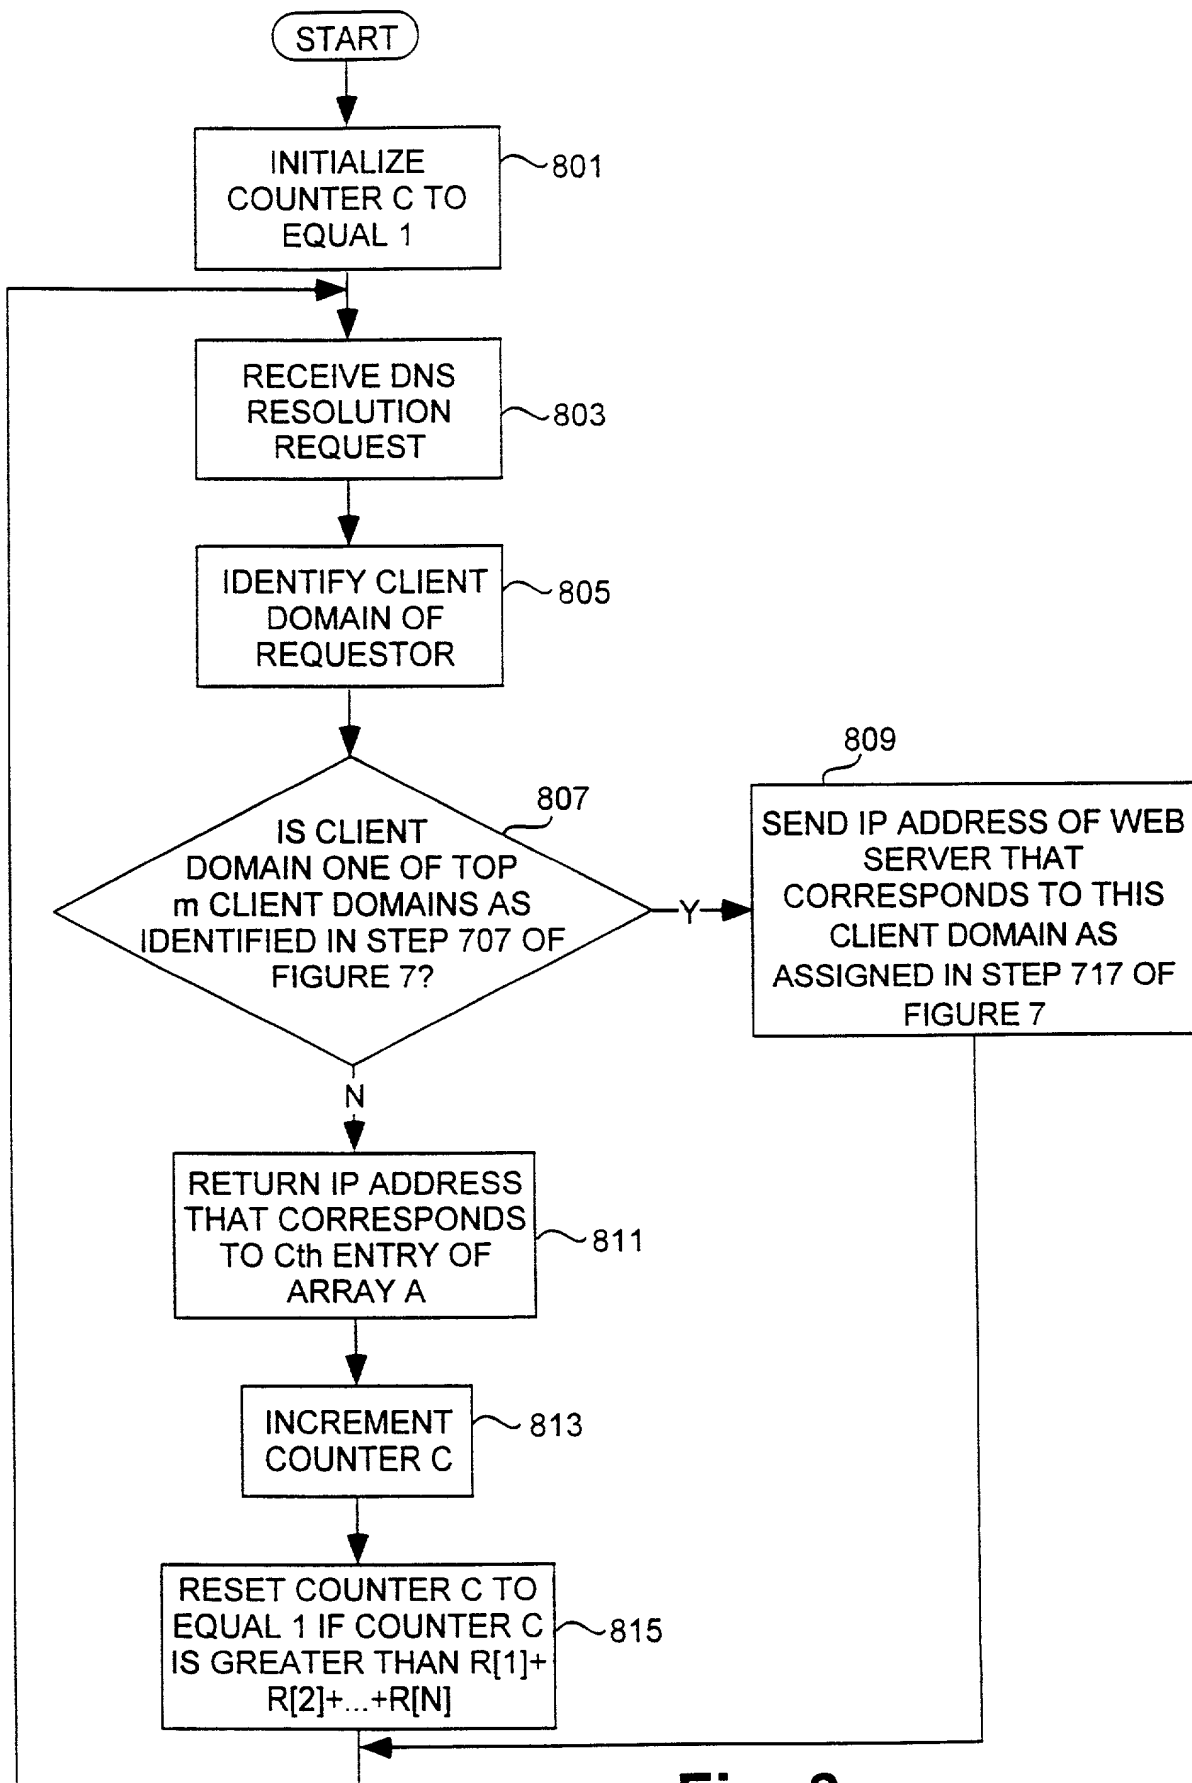 START
INITIALIZE
COUNTER C TO
EQUAL 1
801
RECEIVE DNS
RESOLUTION
REQUEST
803
IDENTIFY CLIENT
DOMAIN OF
REQUESTOR
805
807
IS CLIENT
DOMAIN ONE OF TOP
m CLIENT DOMAINS AS
IDENTIFIED IN STEP 707 OF
FIGURE 7?
Y
809
SEND IP ADDRESS OF WEB
SERVER THAT
CORRESPONDS TO THIS
CLIENT DOMAIN AS
ASSIGNED IN STEP 717 OF
FIGURE 7
N
RETURN IP ADDRESS
THAT CORRESPONDS
TO Cth ENTRY OF
ARRAY A
811
INCREMENT
COUNTER C
813
RESET COUNTER C TO
EQUAL 1 IF COUNTER C
IS GREATER THAN R[1]+
R[2]+...+R[N]
815